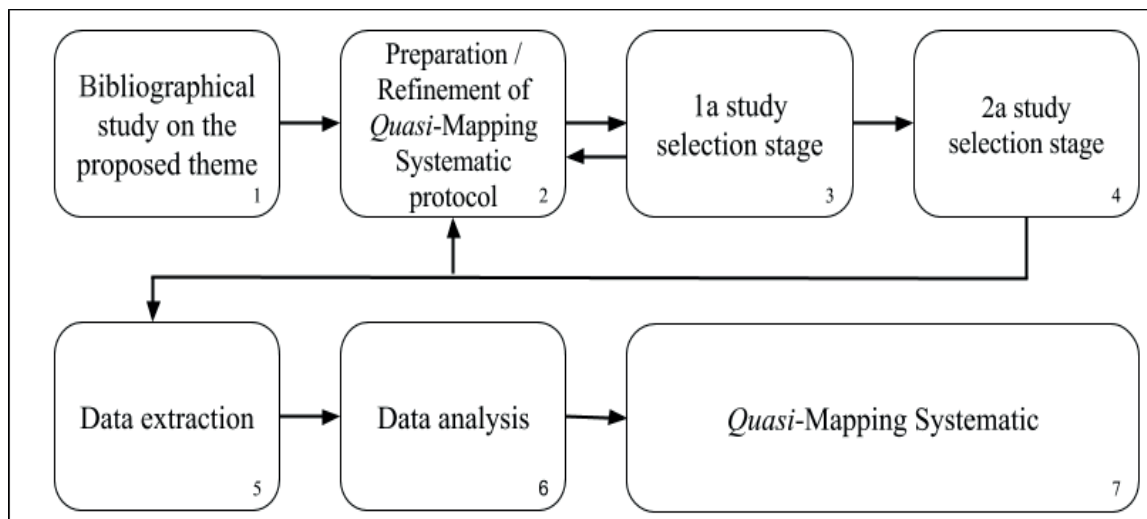 Bibliographical
study on the
proposed theme
1
Preparation /
Refinement of
Quasi-Mapping
Systematic
protocol
2
1a study
selection stage
3
2a study
selection stage
4
Data extraction
5
Data analysis
6
Quasi-Mapping Systematic
7